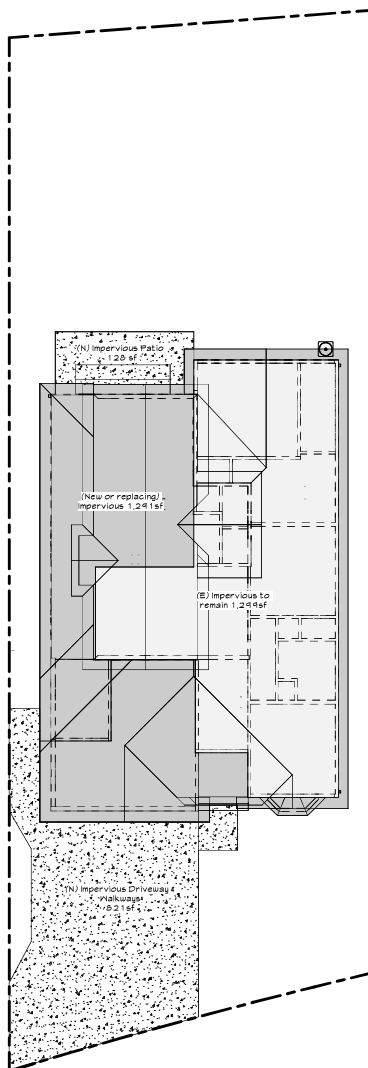 (N) Impervious Patio
128 sf
(New or replacing)
Impervious 1,291sf
(E) Impervious to
remain 1,299sf
(N) Impervious Driveway
Walkways
821sf